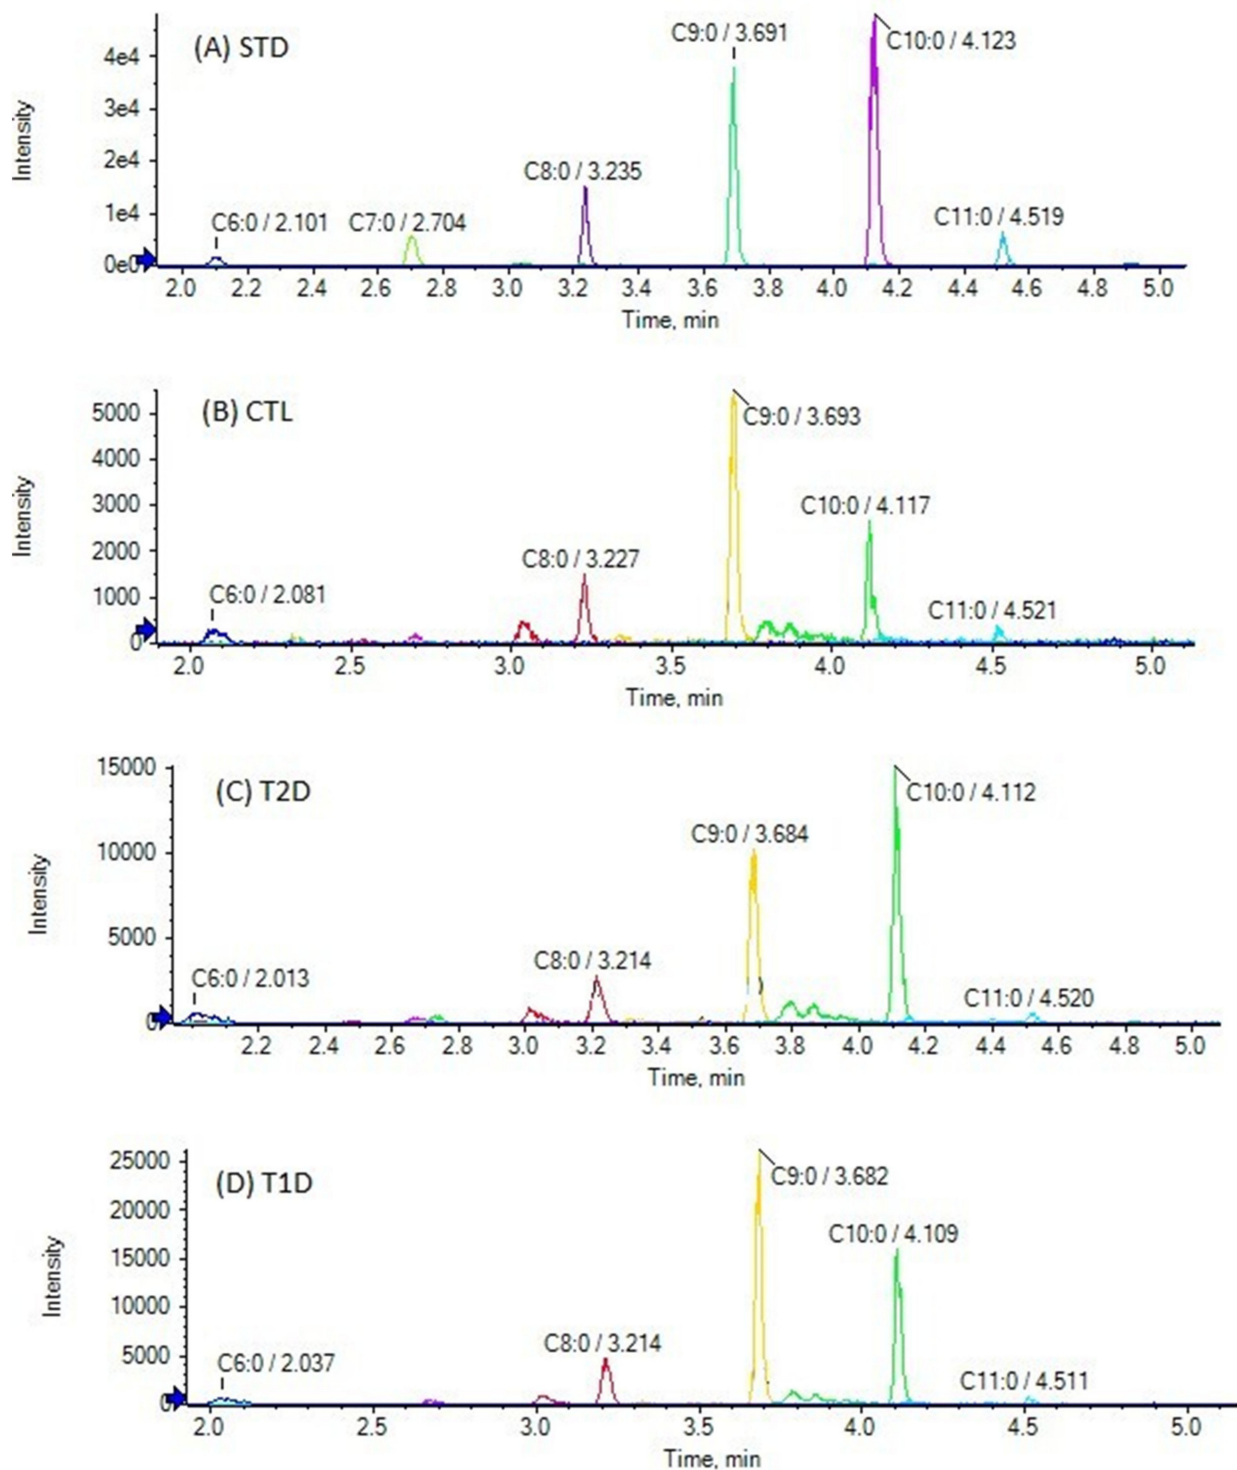 (A) STD
Intensity
4e4
3e4
2e4
1e4
0e0
C6:0 / 2.101
C7:0 / 2.704
C8:0 / 3.235
C9:0 / 3.691
C10:0 / 4.123
C11:0 / 4.519
2.0 2.2 2.4 2.6 2.8 3.0 3.2 3.4 3.6 3.8 4.0 4.2 4.4 4.6 4.8 5.0
Time, min
(B) CTL
Intensity
5000
4000
3000
2000
1000
0
C6:0 / 2.081
C8:0 / 3.227
C9:0 / 3.693
C10:0 / 4.117
C11:0 / 4.521
2.0 2.5 3.0 3.5 4.0 4.5 5.0
Time, min
(C) T2D
Intensity
15000
10000
5000
0
C6:0 / 2.013
C8:0 / 3.214
C9:0 / 3.684
C10:0 / 4.112
C11:0 / 4.520
2.2 2.4 2.6 2.8 3.0 3.2 3.4 3.6 3.8 4.0 4.2 4.4 4.6 4.8 5.0
Time, min
(D) T1D
Intensity
25000
20000
15000
10000
5000
0
C6:0 / 2.037
C8:0 / 3.214
C9:0 / 3.682
C10:0 / 4.109
C11:0 / 4.511
2.0 2.5 3.0 3.5 4.0 4.5 5.0
Time, min